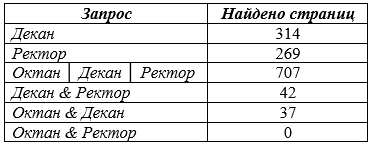 Запрос Найдено страниц
Декан 314
Ректор 269
Октан | Декан | Ректор 707
Декан & Ректор 42
Октан & Декан 37
Октан & Ректор 0